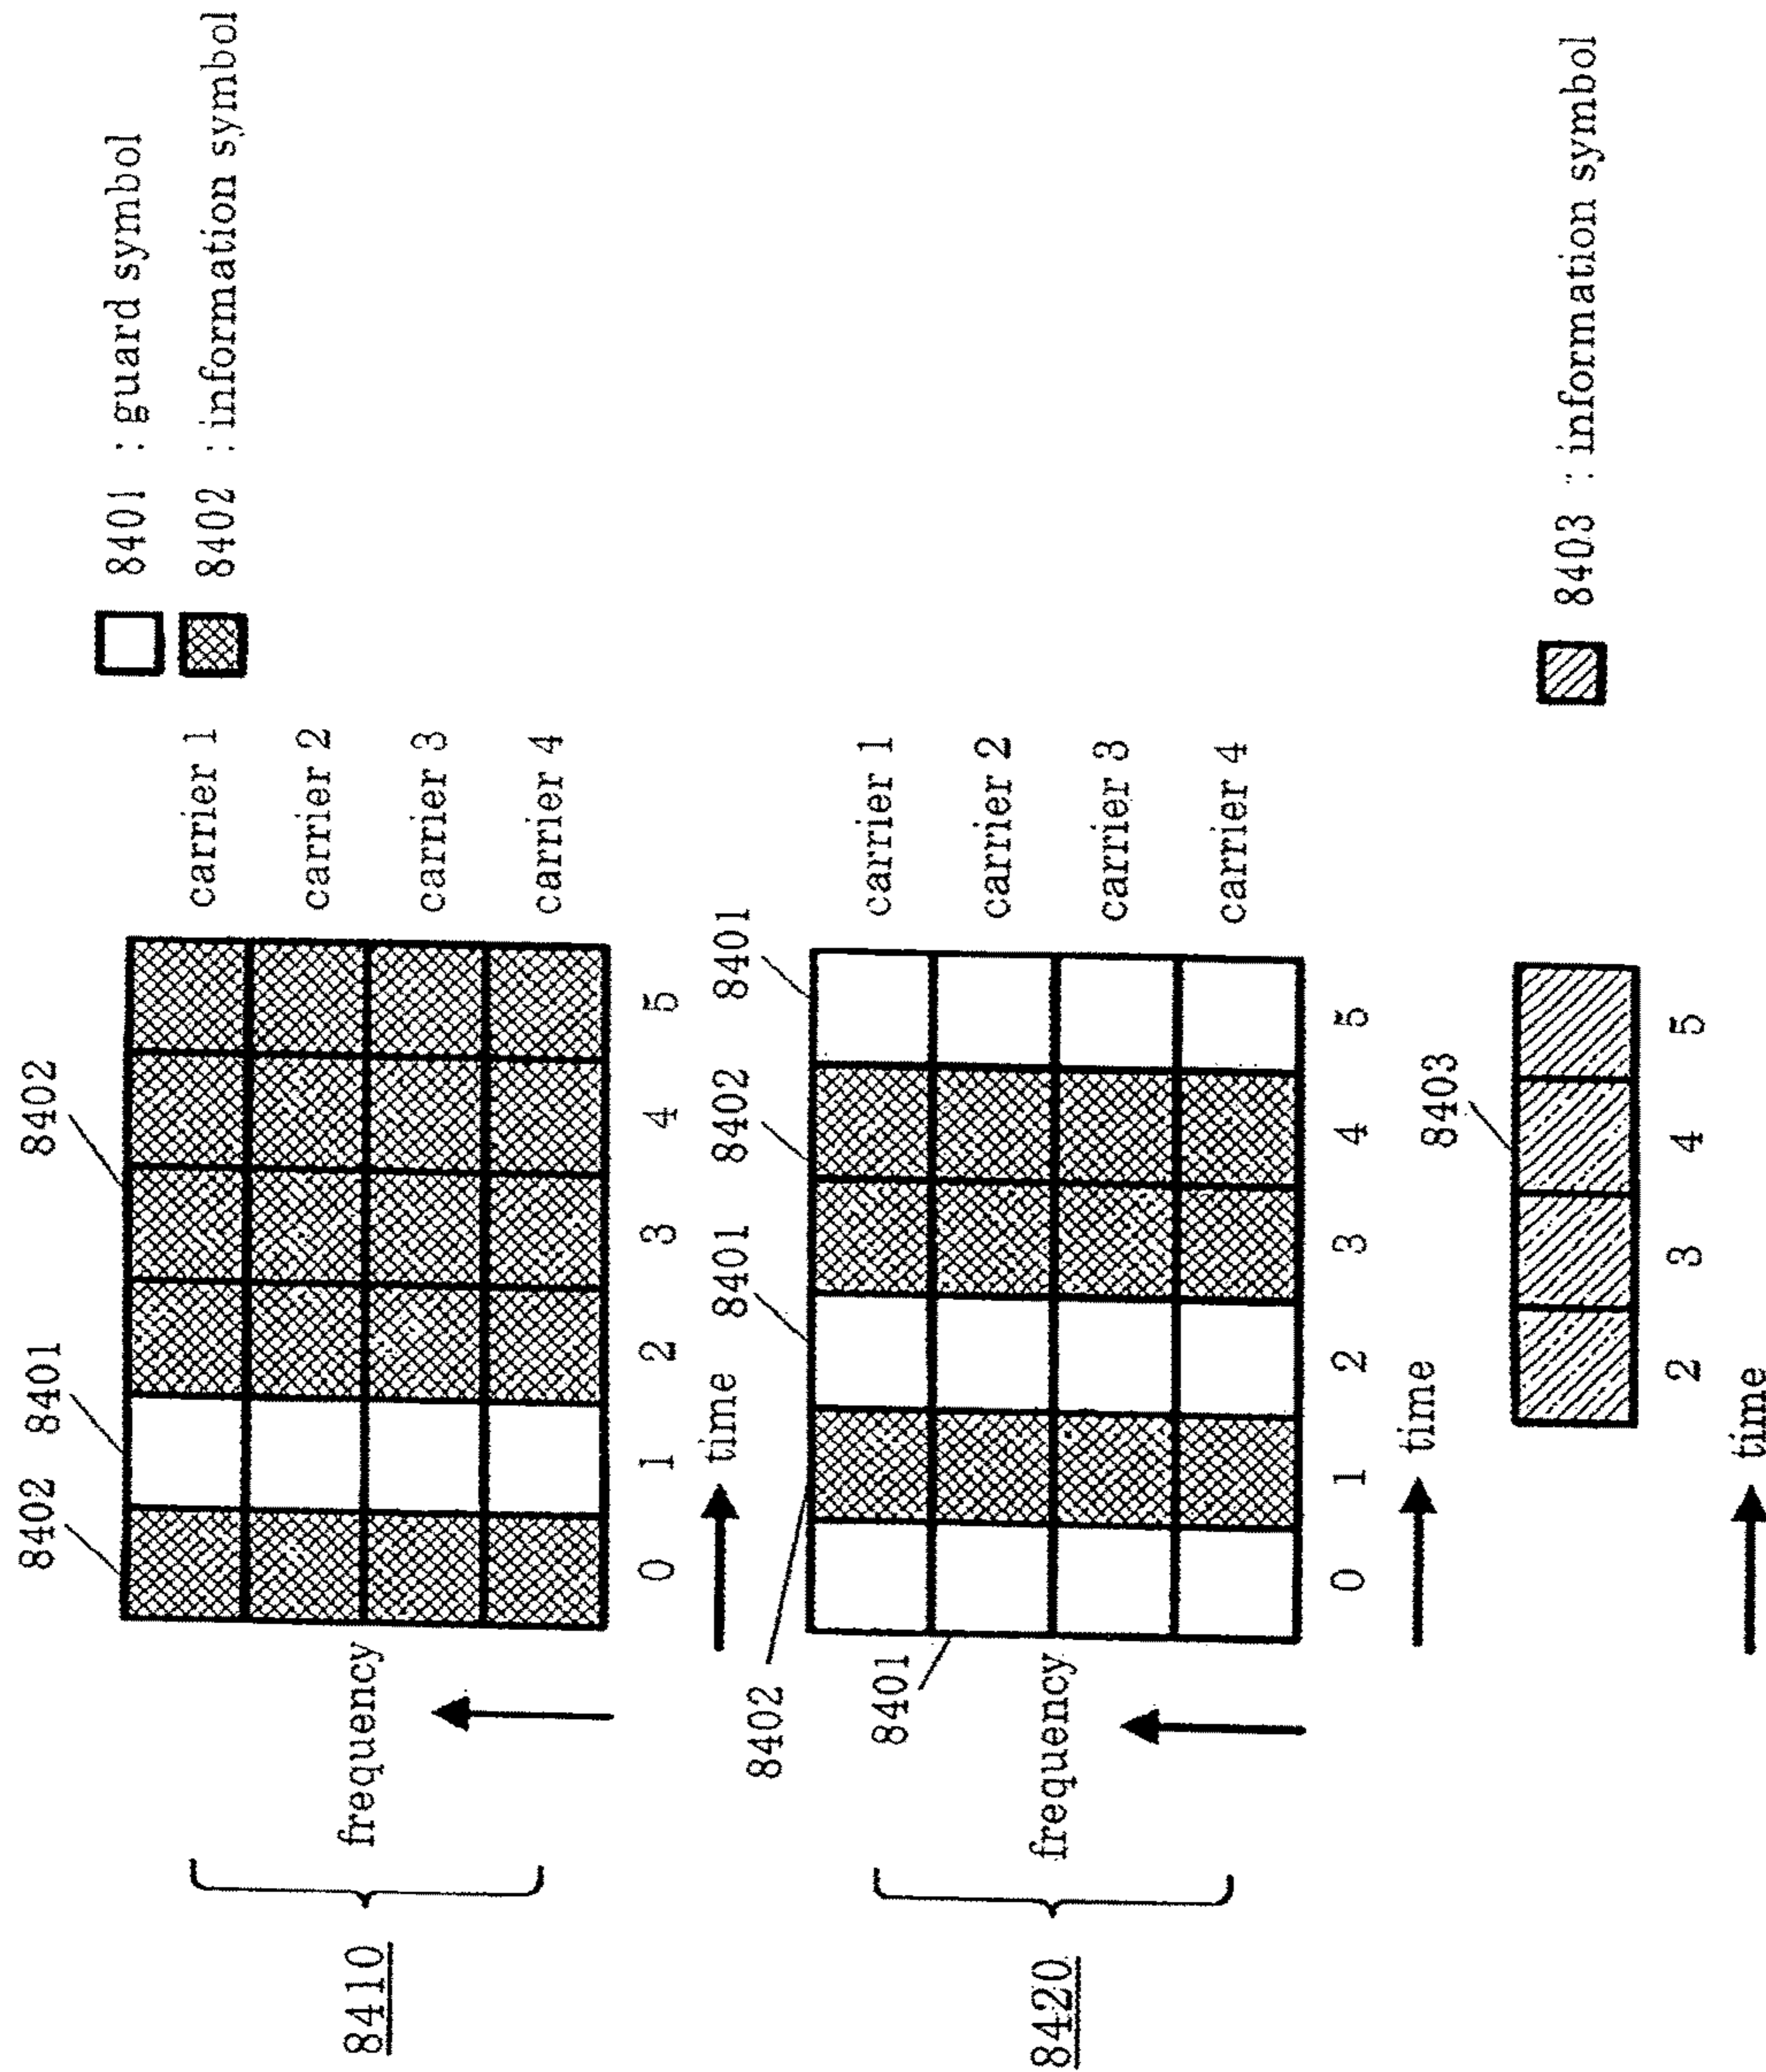 8401 : guard symbol
8402 : information symbol
8410
frequency
8402
8401
8402
carrier 1
carrier 2
carrier 3
carrier 4
0 1 2 3 4 5
time
8420
frequency
8402
8401
8401
8402
8401
carrier 1
carrier 2
carrier 3
carrier 4
0 1 2 3 4 5
time
8403
8403 : information symbol
2 3 4 5
time